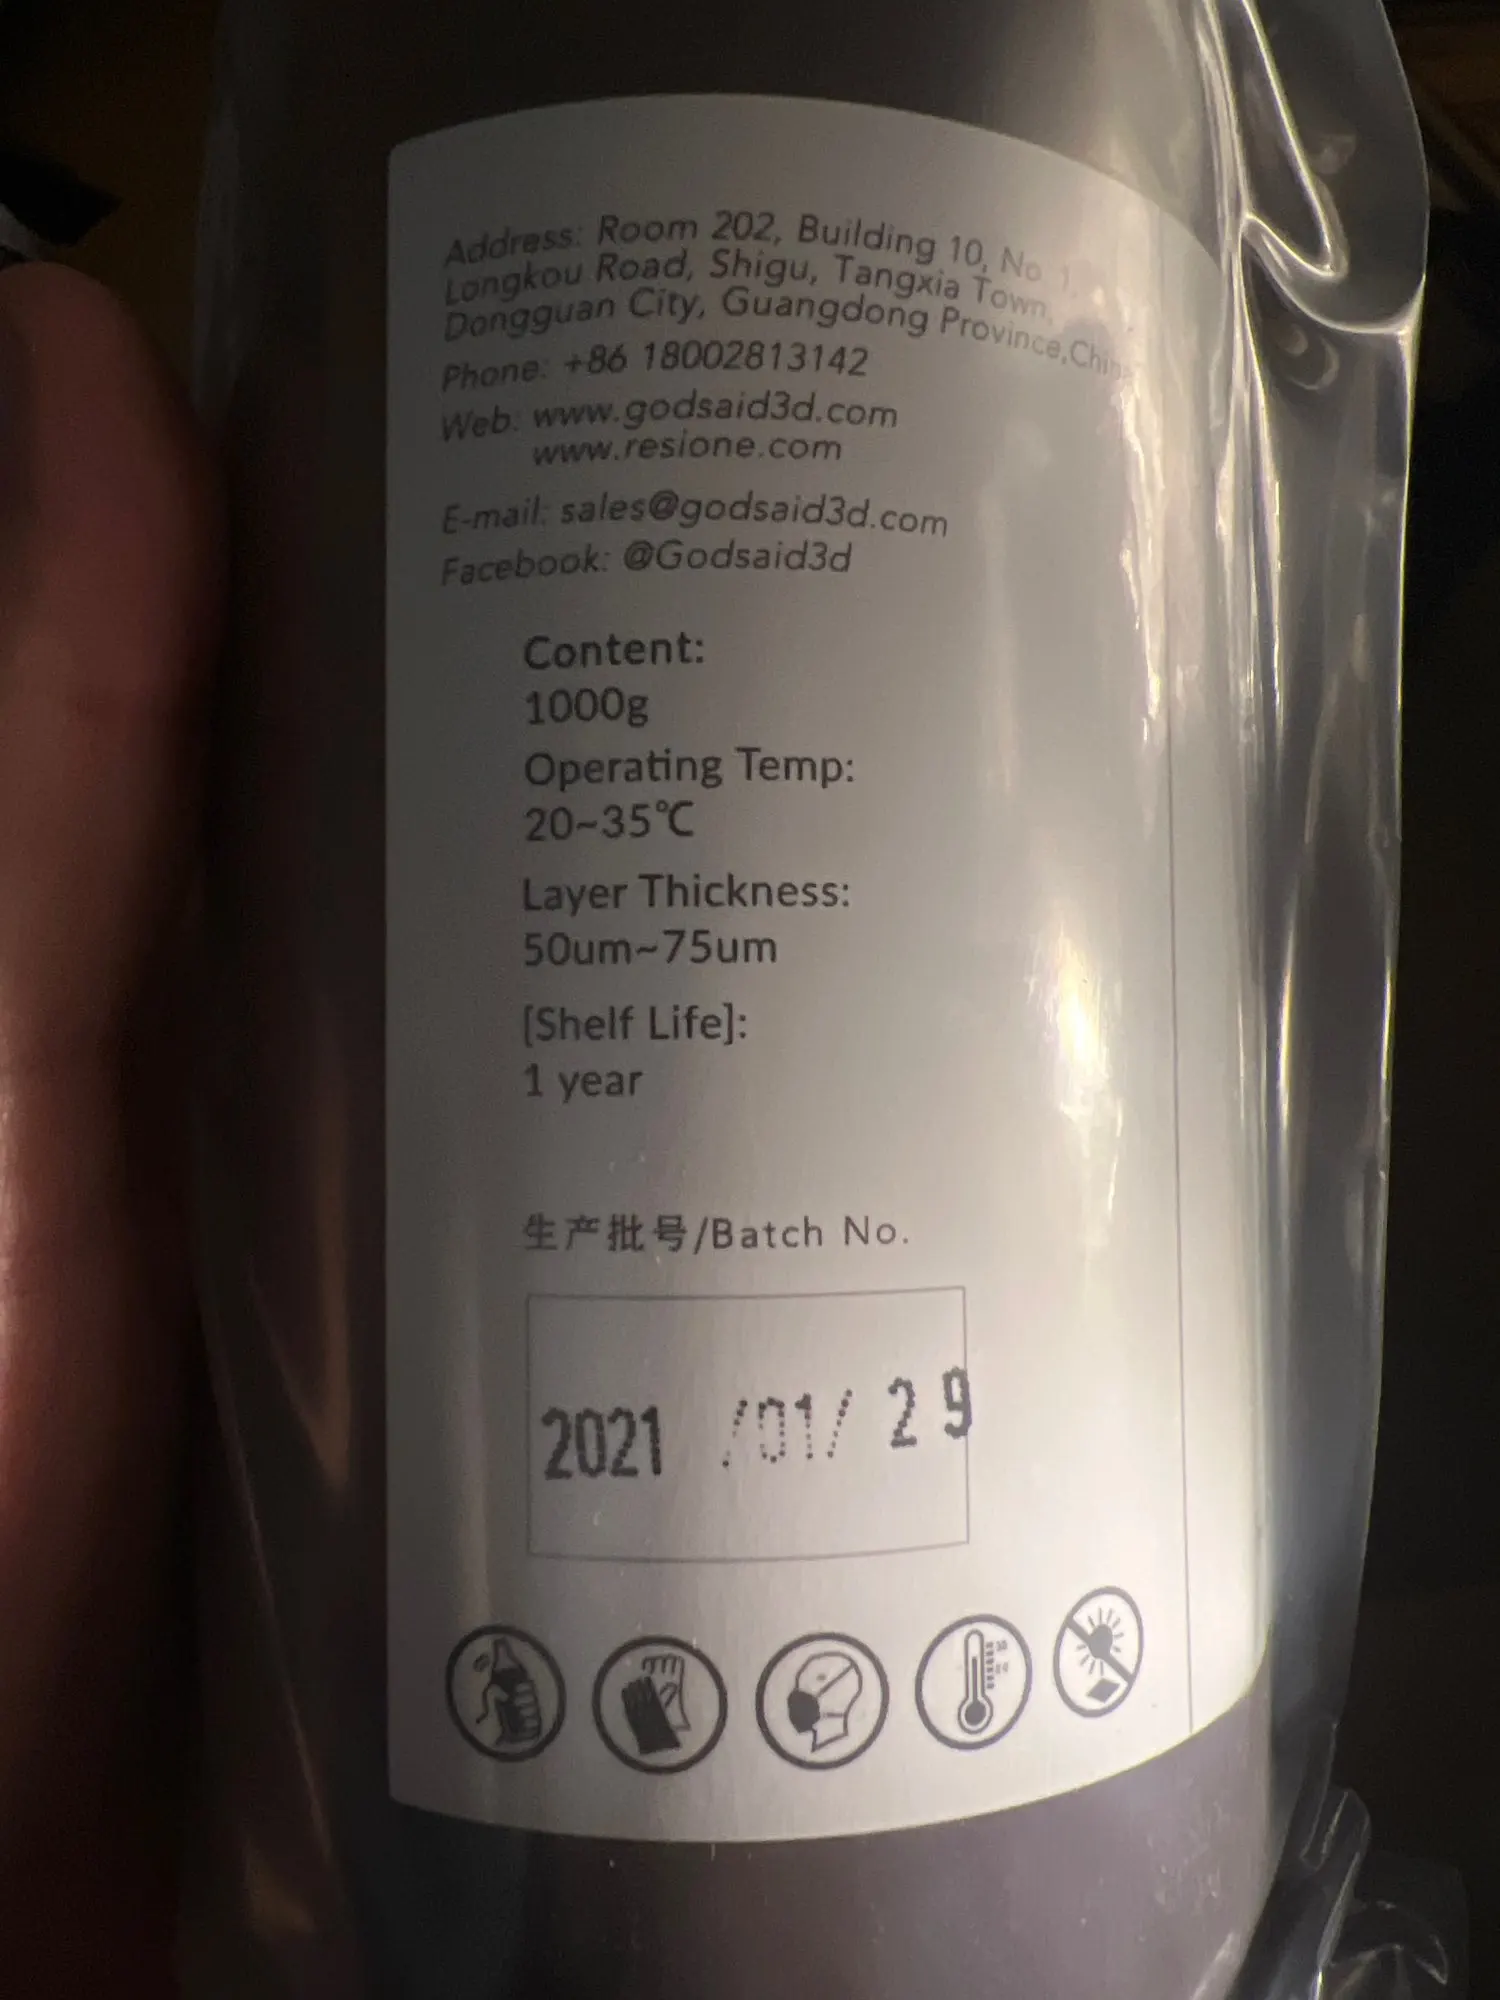 Address: Room 202, Building 10, No 1,
Longkou Road, Shigu, Tangxia Town,
Dongguan City, Guangdong Province,China
Phone: +86 18002813142
Web: www.godsaid3d.com
www.resione.com
E-mail: sales@godsaid3d.com
Facebook: @Godsaid3d
Content:
1000g
Operating Temp:
20~35℃
Layer Thickness:
50um~75um
[Shelf Life]:
1 year
生产批号/Batch No.
2021 /01/ 29